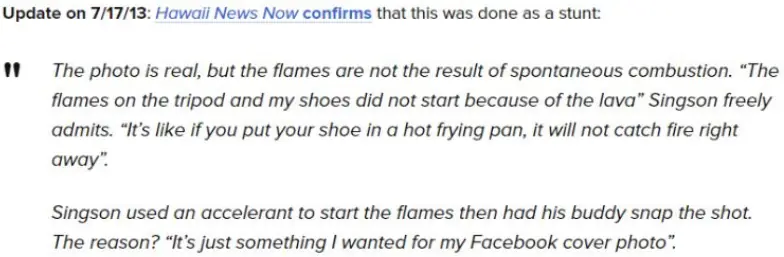 Update on 7/17/13: Hawaii News Now confirms that this was done as a stunt:
" The photo is real, but the flames are not the result of spontaneous combustion. “The
flames on the tripod and my shoes did not start because of the lava” Singson freely
admits. “It’s like if you put your shoe in a hot frying pan, it will not catch fire right
away”.
Singson used an accelerant to start the flames then had his buddy snap the shot.
The reason? “It’s just something I wanted for my Facebook cover photo”.